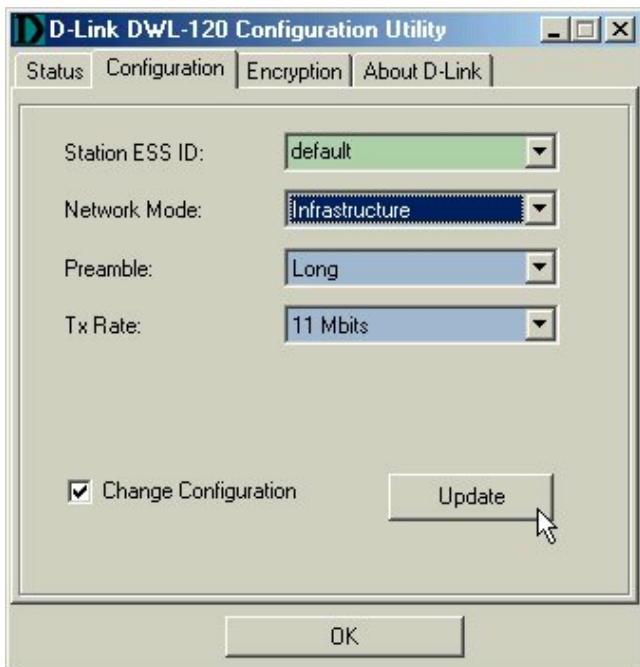 D-Link DWL-120 Configuration Utility
Status Configuration Encryption About D-Link
Station ESS ID: default
Network Mode: Infrastructure
Preamble: Long
Tx Rate: 11 Mbits
Change Configuration Update
OK